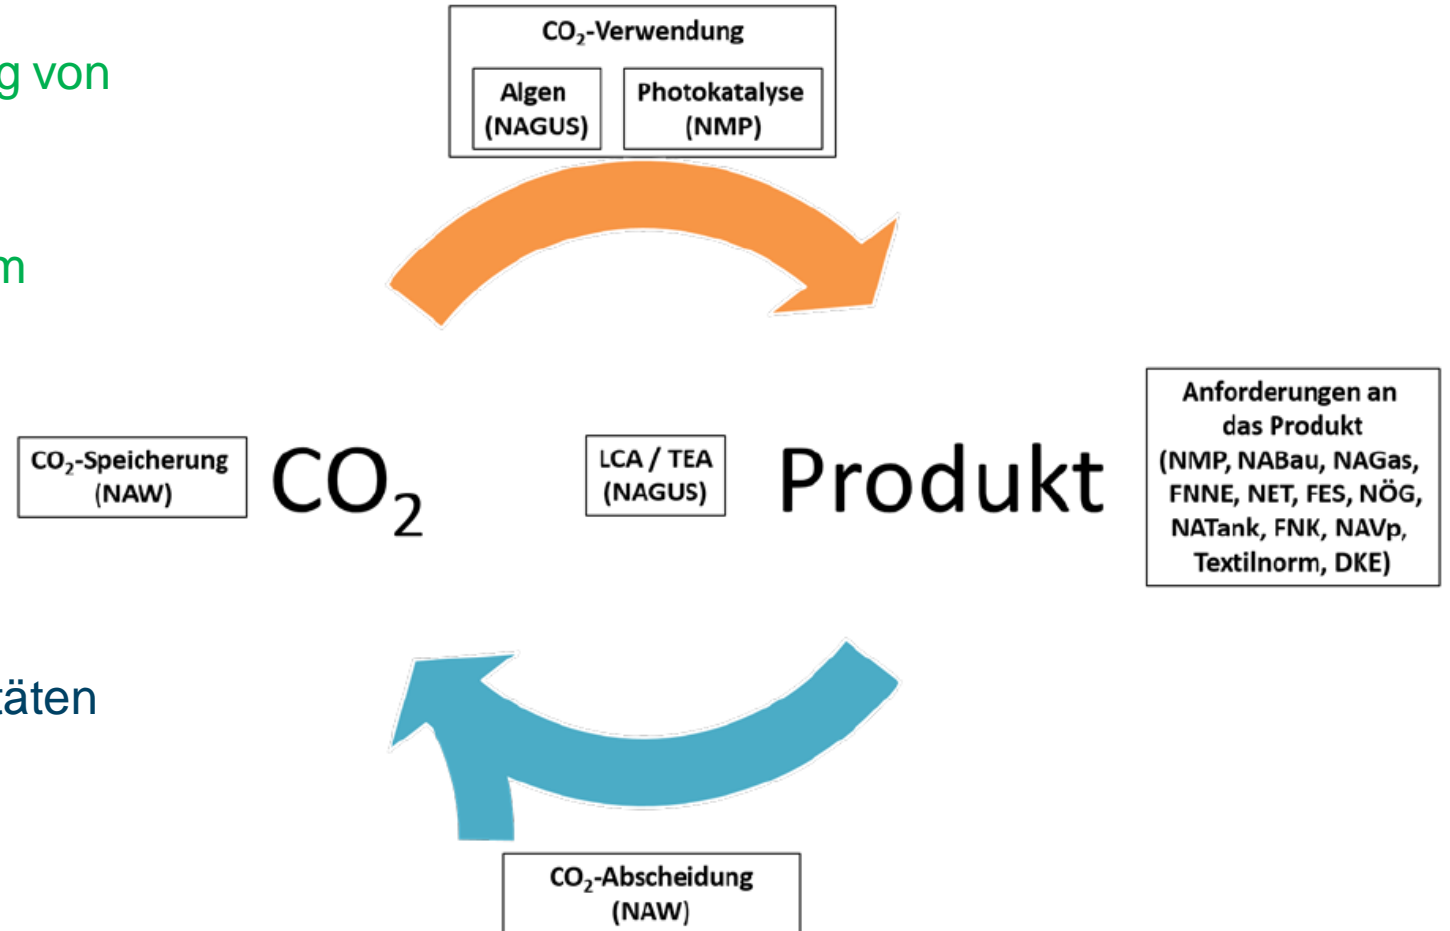 g von
m
täten
CO₂-Verwendung
Algen
(NAGUS)
Photokatalyse
(NMP)
CO₂-Speicherung
(NAW)
CO₂
LCA / TEA
(NAGUS)
Produkt
Anforderungen an
das Produkt
(NMP, NABau, NAGas,
FNNE, NET, FES, NÖG,
NATank, FNK, NAVp,
Textilnorm, DKE)
CO₂-Abscheidung
(NAW)